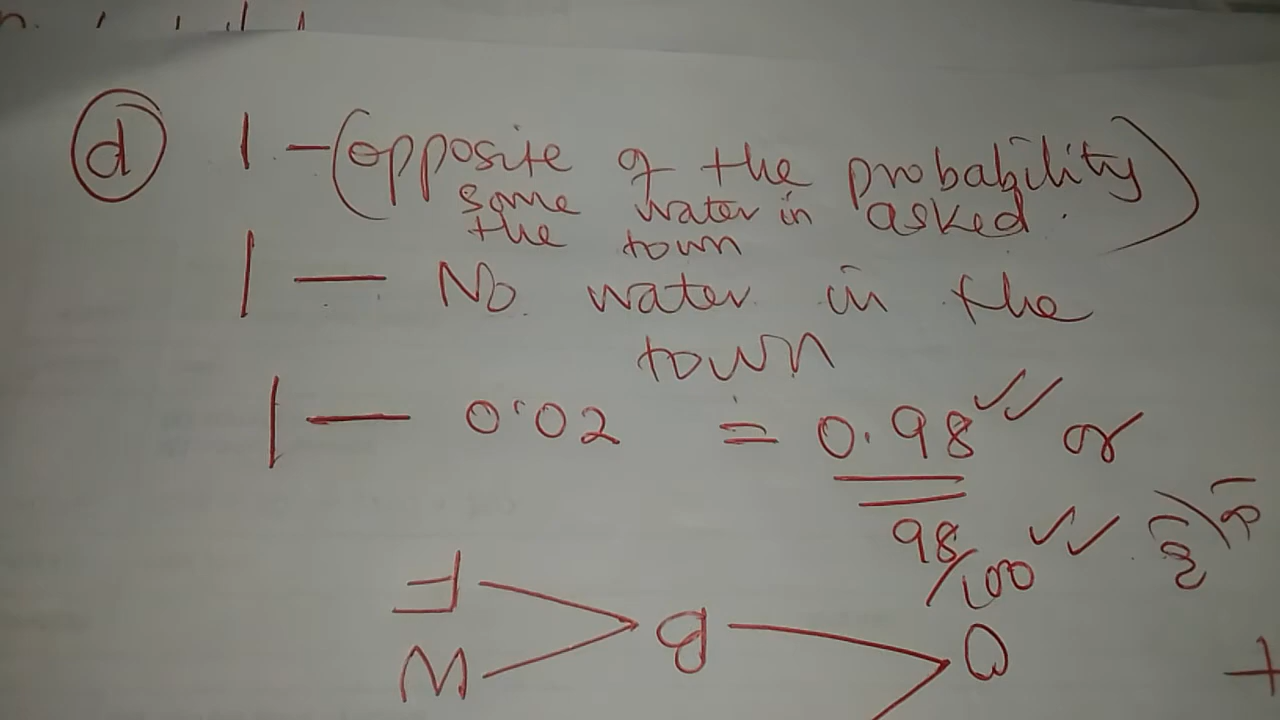 d 1 - (opposite of the probability
some water in asked.
the town
1 - No water in the
town
1 - 0.02 = 0.98 or
98/100